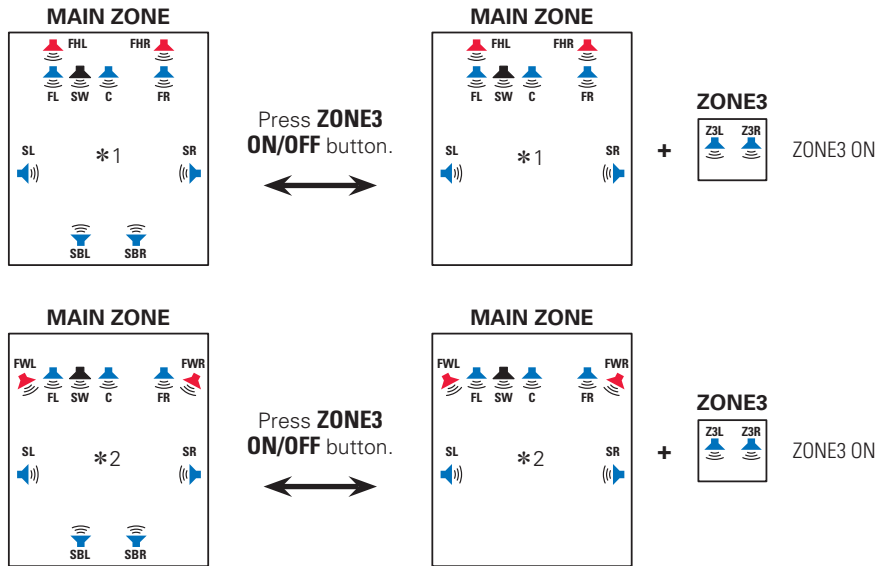 MAIN ZONE
FHL FHR
FL SW C FR
SL SR
*1
SBL SBR
Press ZONE3
ON/OFF button.
MAIN ZONE
FHL FHR
FL SW C FR
SL SR
*1
+
ZONE3
Z3L Z3R
ZONE3 ON
MAIN ZONE
FWL FWR
FL SW C FR
SL SR
*2
SBL SBR
Press ZONE3
ON/OFF button.
MAIN ZONE
FWL FWR
FL SW C FR
SL SR
*2
+
ZONE3
Z3L Z3R
ZONE3 ON